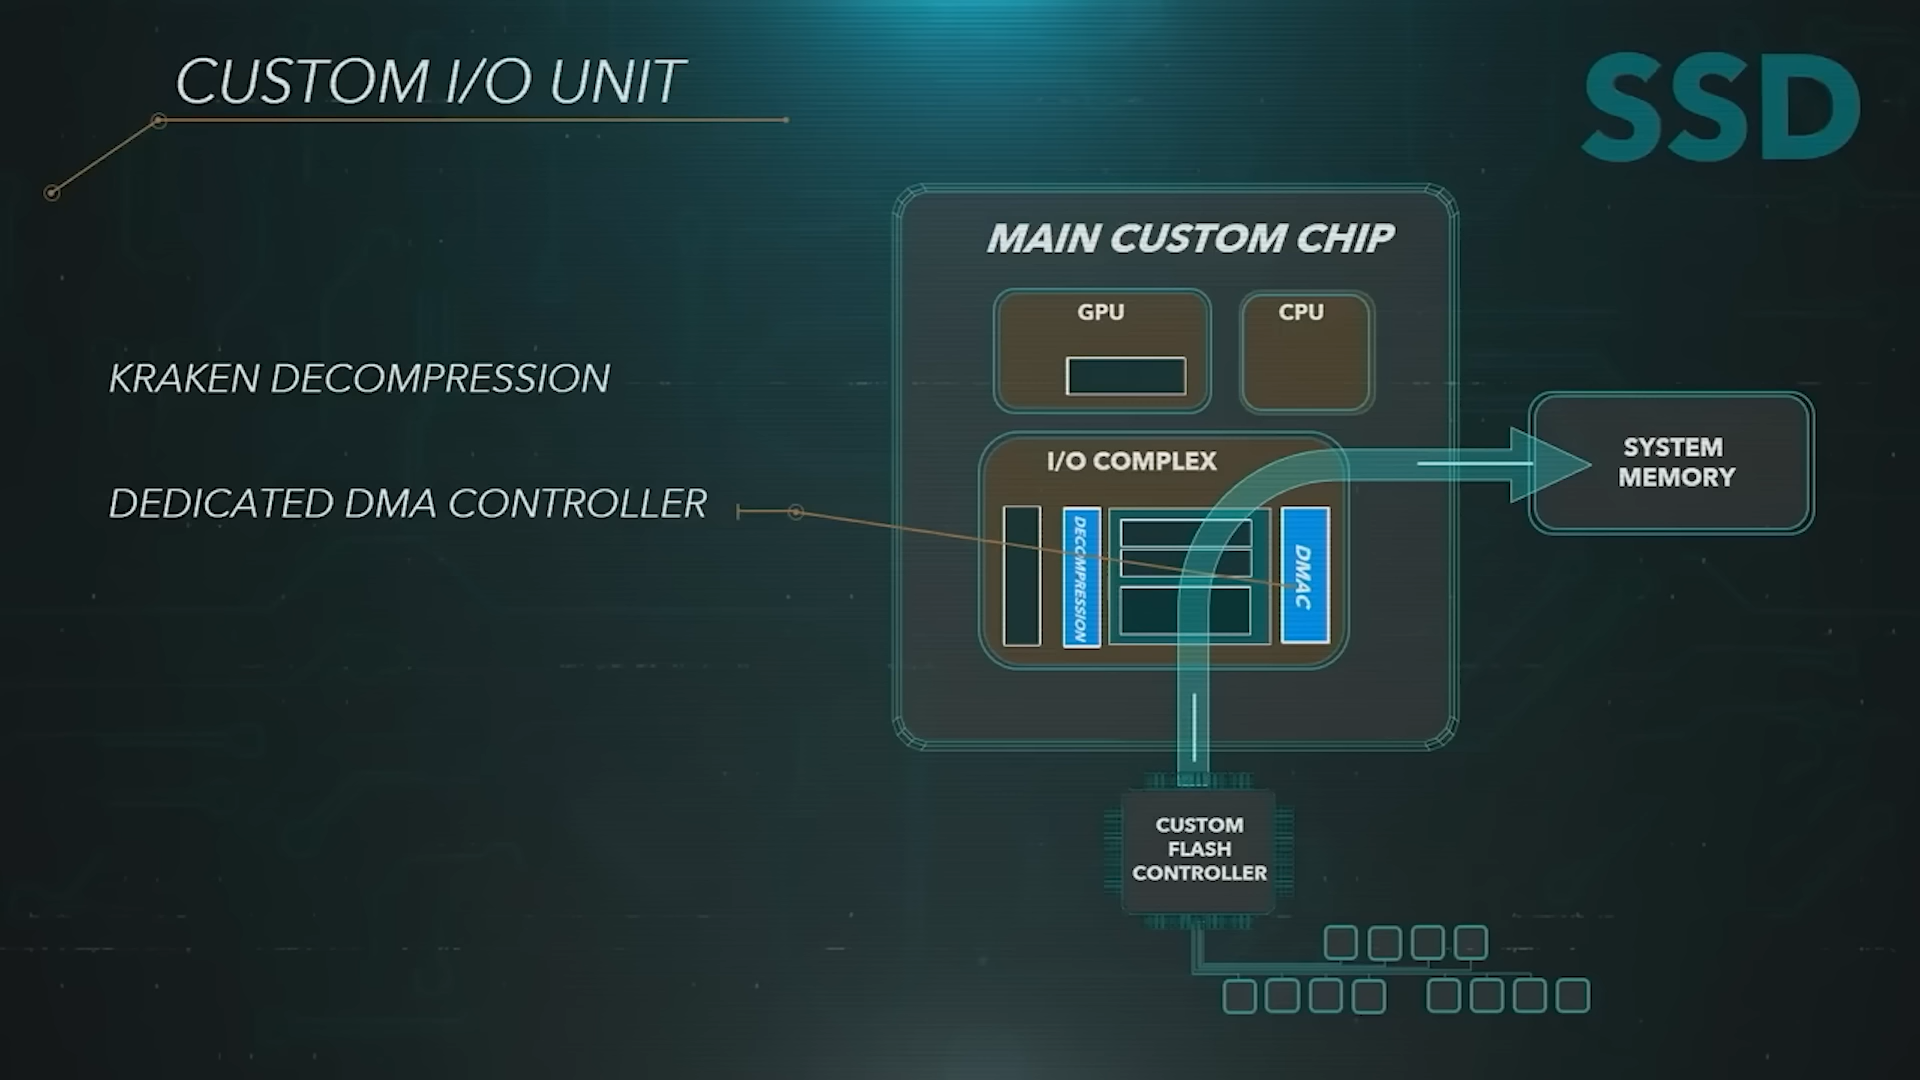 CUSTOM I/O UNIT
SSD
MAIN CUSTOM CHIP
GPU
CPU
KRAKEN DECOMPRESSION
DEDICATED DMA CONTROLLER
I/O COMPLEX
DECOMPRESSION
DMAC
SYSTEM
MEMORY
CUSTOM
FLASH
CONTROLLER